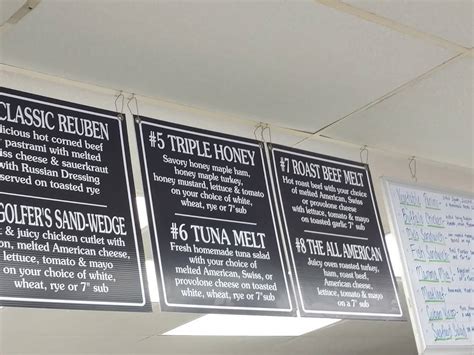 CLASSIC REUBEN
hot corned beef
pastrami with melted
cheese & sauerkraut
with Russian Dressing
served on toasted rye
GOLFER'S SAND-WEDGE
& juicy chicken cutlet with
melted American cheese,
lettuce, tomato & mayo
on your choice of white,
wheat, rye or 7" sub
#5 TRIPLE HONEY
Savory honey maple ham,
honey maple turkey,
honey mustard, lettuce & tomato
on your choice of white,
wheat, rye or 7" sub
#6 TUNA MELT
Fresh homemade tuna salad
with your choice of
melted American, Swiss, or
provolone cheese on toasted
white, wheat, rye or 7" sub
#7 ROAST BEEF MELT
Hot roast beef with your choice
of melted American, Swiss
or provolone cheese
with lettuce, tomato & mayo
on toasted garlic 7" sub
#8 THE ALL AMERICAN
Juicy oven roasted turkey,
ham, roast beef,
American cheese,
lettuce, tomato & mayo
on a 7" sub